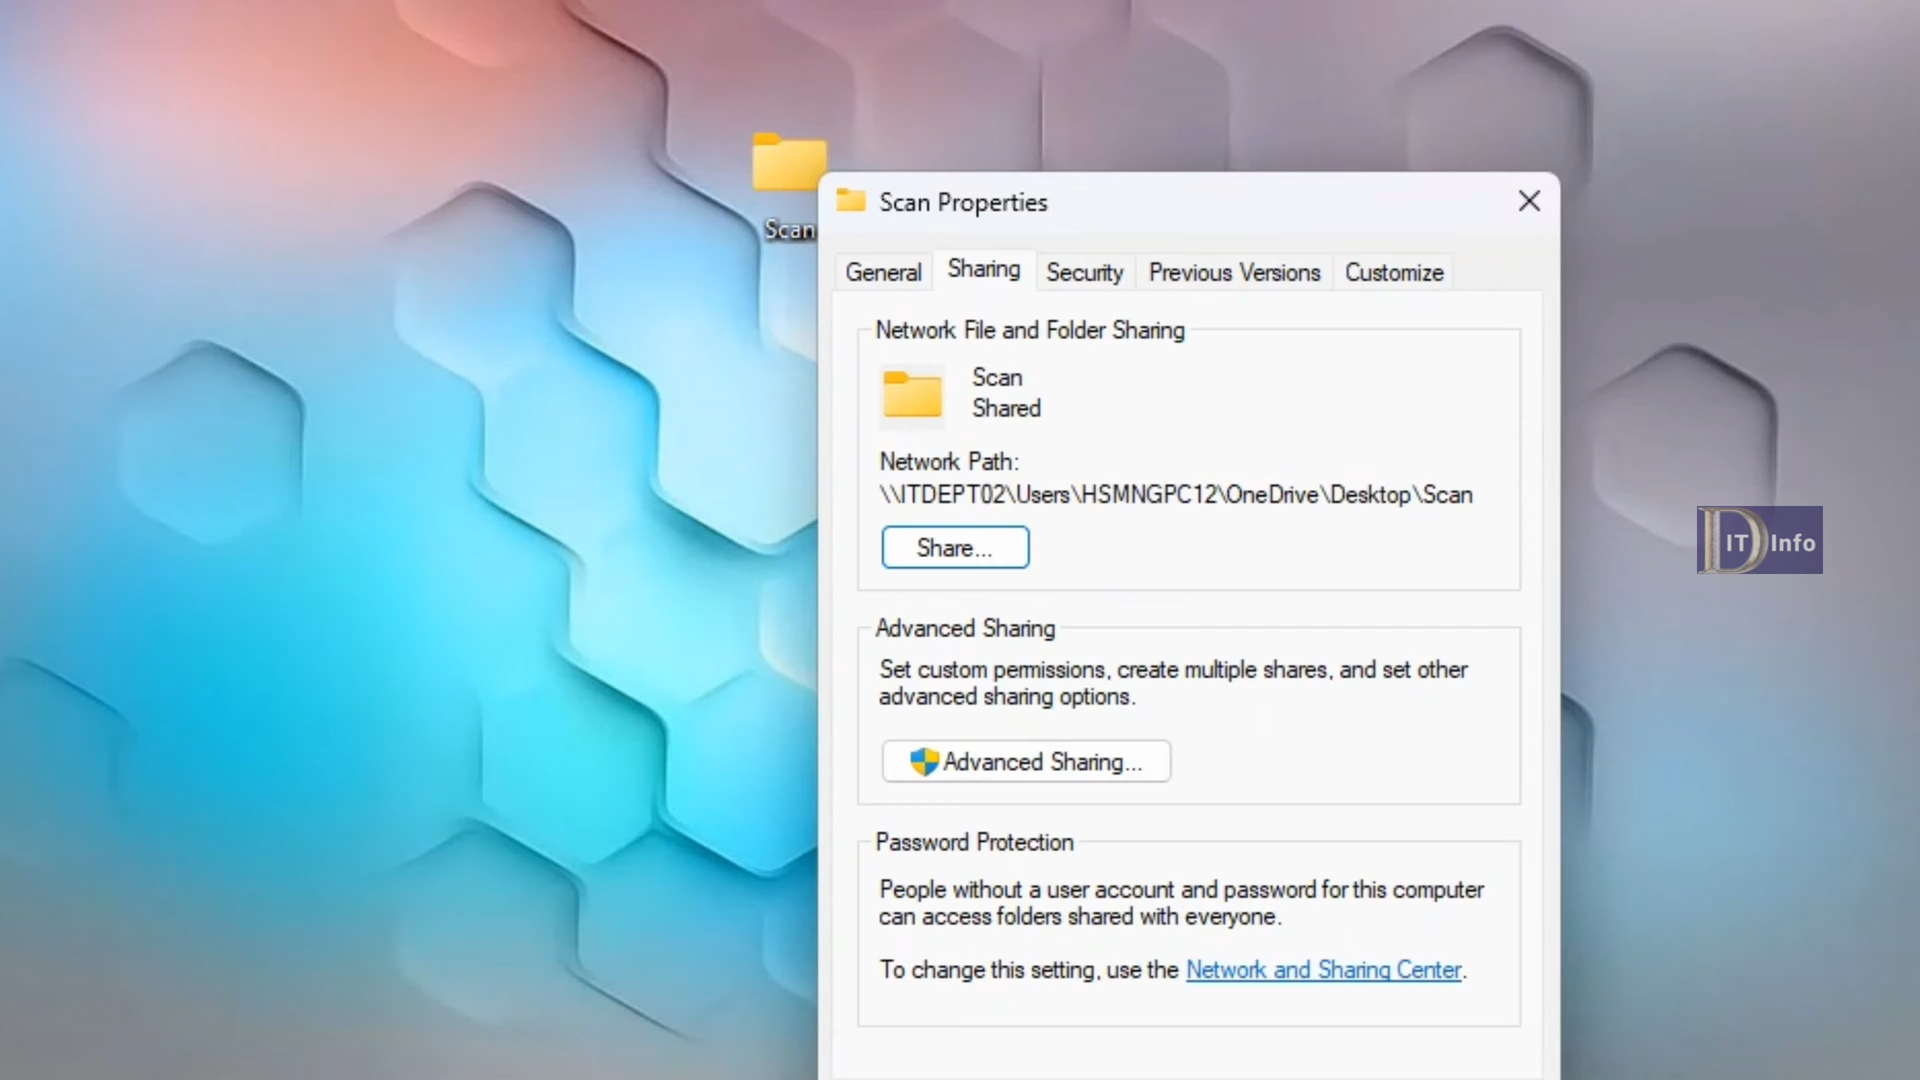 Scan
Scan Properties
General Sharing Security Previous Versions Customize
Network File and Folder Sharing
Scan
Shared
Network Path:
\\ITDEPT02\Users\HSMNGPC12\OneDrive\Desktop\Scan
Share...
Advanced Sharing
Set custom permissions, create multiple shares, and set other
advanced sharing options.
Advanced Sharing...
Password Protection
People without a user account and password for this computer
can access folders shared with everyone.
To change this setting, use the Network and Sharing Center.
D IT Info